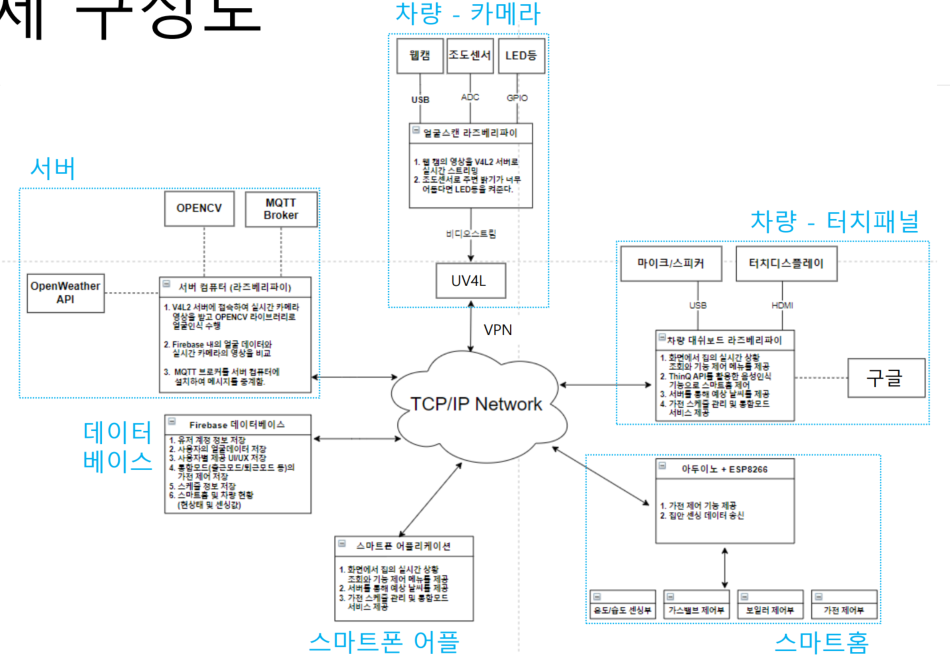 체 구성도
차량 - 카메라
웹캠
조도센서
LED등
USB
ADC
GPIO
얼굴스캔 라즈베리파이
1. 웹 캠의 영상을 V4L2 서버로
실시간 스트리밍
2. 조도센서로 주변 밝기가 너무
어둡다면 LED등을 켜준다.
비디오스트림
UV4L
VPN
서버
OPENCV
MQTT
Broker
OpenWeather
API
서버 컴퓨터 (라즈베리파이)
1. V4L2 서버에 접속하여 실시간 카메라
영상을 받고 OPENCV 라이브러리로
얼굴인식 수행
2. Firebase 내의 얼굴 데이터와
실시간 카메라의 영상을 비교
3. MQTT 브로커를 서버 컴퓨터에
설치하여 메시지를 중계함.
차량 - 터치패널
마이크/스피커
터치디스플레이
USB
HDMI
차량 대쉬보드 라즈베리파이
1. 화면에서 집의 실시간 상황
조회와 기능 제어 메뉴를 제공
2. ThinQ API를 활용한 음성인식
기능으로 스마트홈 제어
3. 서버를 통해 예상 날씨를 제공
4. 가전 스케줄 관리 및 통합모드
서비스 제공
구글
TCP/IP Network
데이터
베이스
Firebase 데이터베이스
1. 유저 계정 정보 저장
2. 사용자의 얼굴데이터 저장
3. 사용자별 제공 UI/UX 저장
4. 통합모드(출근모드/퇴근모드 등)의
가전 제어 저장
5. 스케줄 정보 저장
6. 스마트홈 및 차량 현황
(현상태 및 센싱값)
스마트폰 어플리케이션
1. 화면에서 집의 실시간 상황
조회와 기능 제어 메뉴를 제공
2. 서버를 통해 예상 날씨를 제공
3. 가전 스케줄 관리 및 통합모드
서비스 제공
스마트폰 어플
아두이노 + ESP8266
1. 가전 제어 기능 제공
2. 집안 센싱 데이터 송신
온도/습도 센싱부
가스밸브 제어부
보일러 제어부
가전 제어부
스마트홈